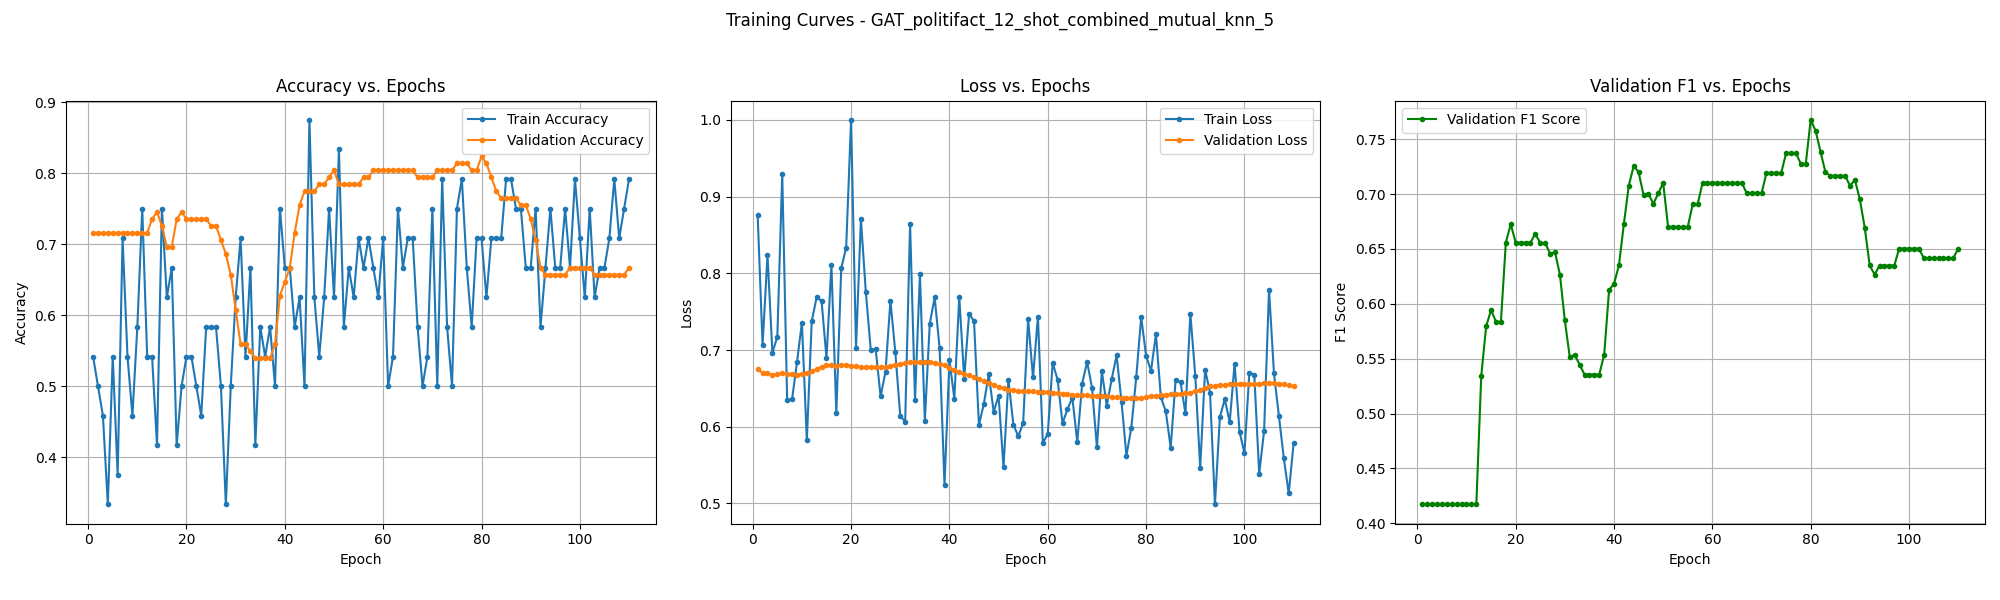 Training Curves - GAT_politifact_12_shot_combined_mutual_knn_5
Accuracy vs. Epochs
Train Accuracy
Validation Accuracy
0.9
0.8
0.7
0.6
0.5
0.4
Accuracy
0 20 40 60 80 100
Epoch
Loss vs. Epochs
Train Loss
Validation Loss
1.0
0.9
0.8
0.7
0.6
0.5
Loss
0 20 40 60 80 100
Epoch
Validation F1 vs. Epochs
Validation F1 Score
0.75
0.70
0.65
0.60
0.55
0.50
0.45
0.40
F1 Score
0 20 40 60 80 100
Epoch